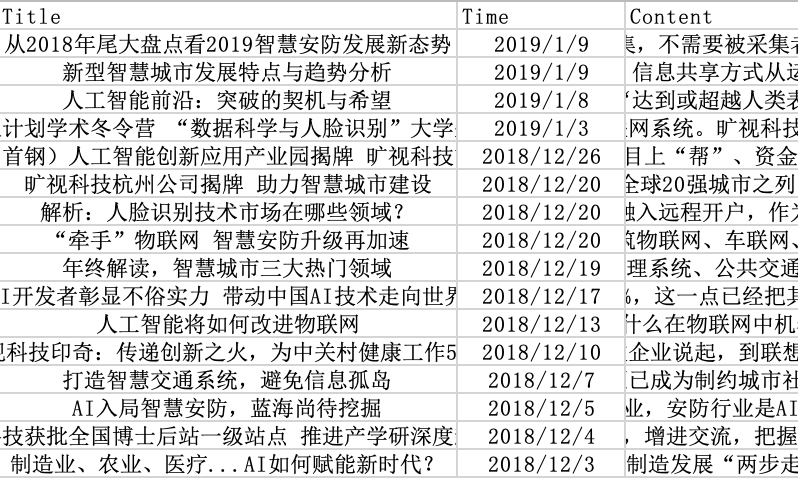 Title Time Content
从2018年尾大盘点看2019智慧安防发展新态势 2019/1/9 集，不需要被采集者
新型智慧城市发展特点与趋势分析 2019/1/9 信息共享方式从运
人工智能前沿：突破的契机与希望 2019/1/8 “达到或超越人类表
计划学术冬令营 “数据科学与人脸识别”大学 2019/1/3 网系统。旷视科技
首钢）人工智能创新应用产业园揭牌 旷视科技 2018/12/26 目上“帮”、资金
旷视科技杭州公司揭牌 助力智慧城市建设 2018/12/20 全球20强城市之列
解析：人脸识别技术市场在哪些领域？ 2018/12/20 融入远程开户，作为
“牵手”物联网 智慧安防升级再加速 2018/12/20 筑物联网、车联网、
年终解读，智慧城市三大热门领域 2018/12/19 理系统、公共交通
AI开发者彰显不俗实力 带动中国AI技术走向世界 2018/12/17 %，这一点已经把其
人工智能将如何改进物联网 2018/12/13 什么在物联网中机
视科技印奇：传递创新之火，为中关村健康工作5 2018/12/10 企业说起，到联想
打造智慧交通系统，避免信息孤岛 2018/12/7 已成为制约城市社
AI入局智慧安防，蓝海尚待挖掘 2018/12/5 业，安防行业是AI
科技获批全国博士后站一级站点 推进产学研深度 2018/12/4 ，增进交流，把握
制造业、农业、医疗...AI如何赋能新时代？ 2018/12/3 制造发展“两步走